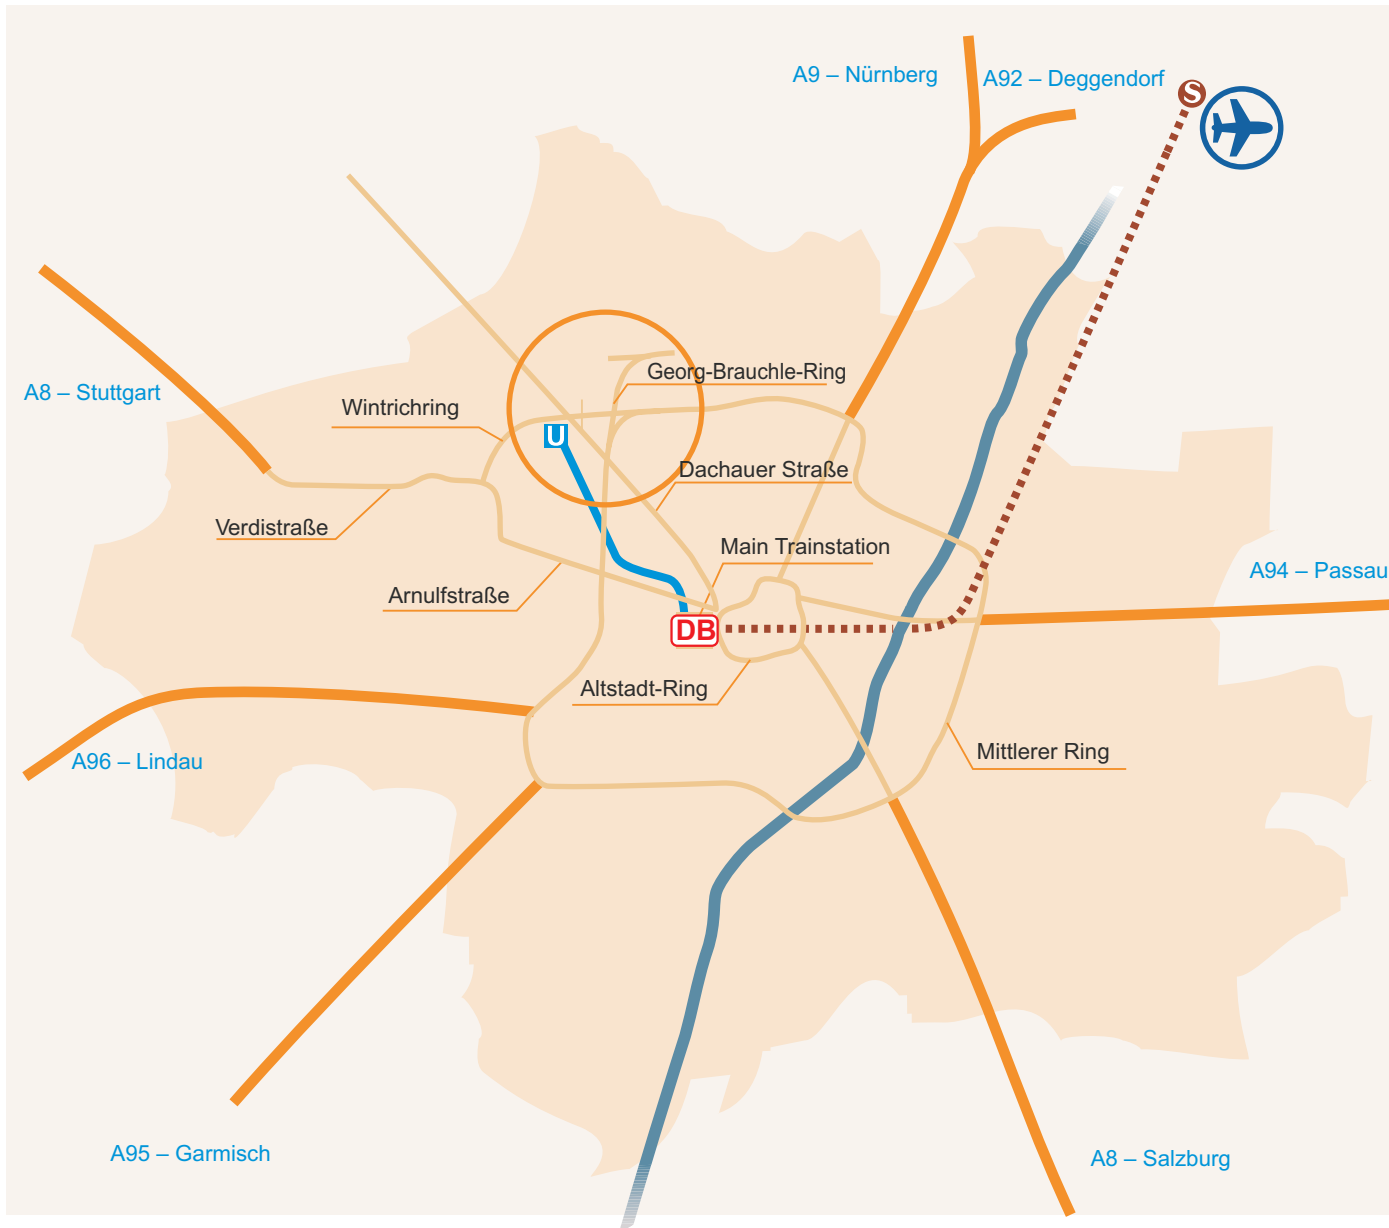 A9 – Nürnberg
A92 – Deggendorf
S
A8 – Stuttgart
Georg-Brauchle-Ring
Wintrichring
U
Dachauer Straße
Verdistraße
Main Trainstation
A94 – Passau
Arnulfstraße
DB
Altstadt-Ring
A96 – Lindau
Mittlerer Ring
A95 – Garmisch
A8 – Salzburg